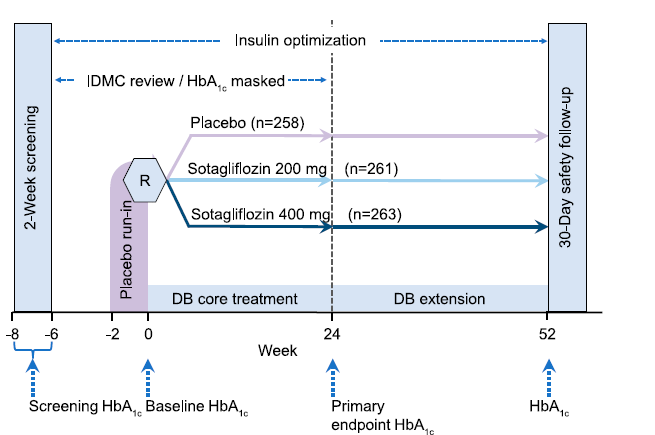 Insulin optimization
IDMC review / HbA1c masked
2-Week screening
Placebo run-in
R
Placebo (n=258)
Sotagliflozin 200 mg (n=261)
Sotagliflozin 400 mg (n=263)
30-Day safety follow-up
DB core treatment DB extension
-8 -6 -2 0 24 52
Week
Screening HbA1c Baseline HbA1c Primary HbA1c
endpoint HbA1c